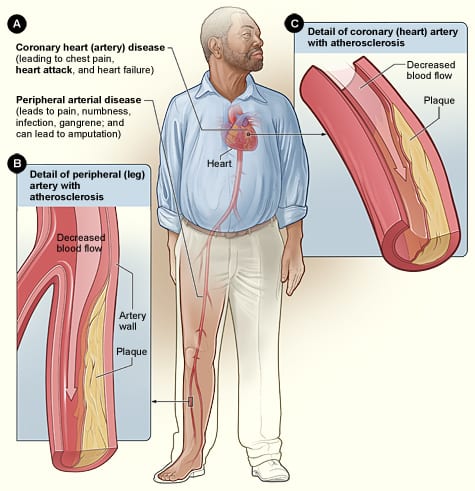 A
Coronary heart (artery) disease
(leading to chest pain,
heart attack, and heart failure)
Peripheral arterial disease
(leads to pain, numbness,
infection, gangrene; and
can lead to amputation)
Heart
B
Detail of peripheral (leg)
artery with
atherosclerosis
Decreased
blood flow
Artery
wall
Plaque
C
Detail of coronary (heart) artery
with atherosclerosis
Decreased
blood flow
Plaque